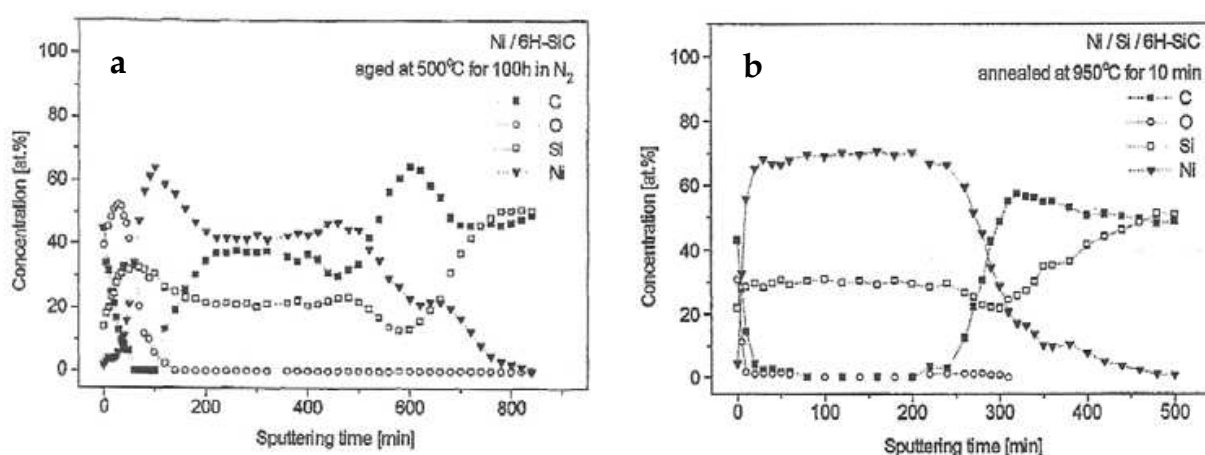 a
Ni / 6H-SiC
aged at 500°C for 100h in N₂
C
O
Si
Ni
100
80
60
40
20
0
Concentration [at.%]
0 200 400 600 800
Sputtering time [min]
b
Ni / Si / 6H-SiC
annealed at 950°C for 10 min
C
O
Si
Ni
100
80
60
40
20
0
Concentration [at.%]
0 100 200 300 400 500
Sputtering time [min]